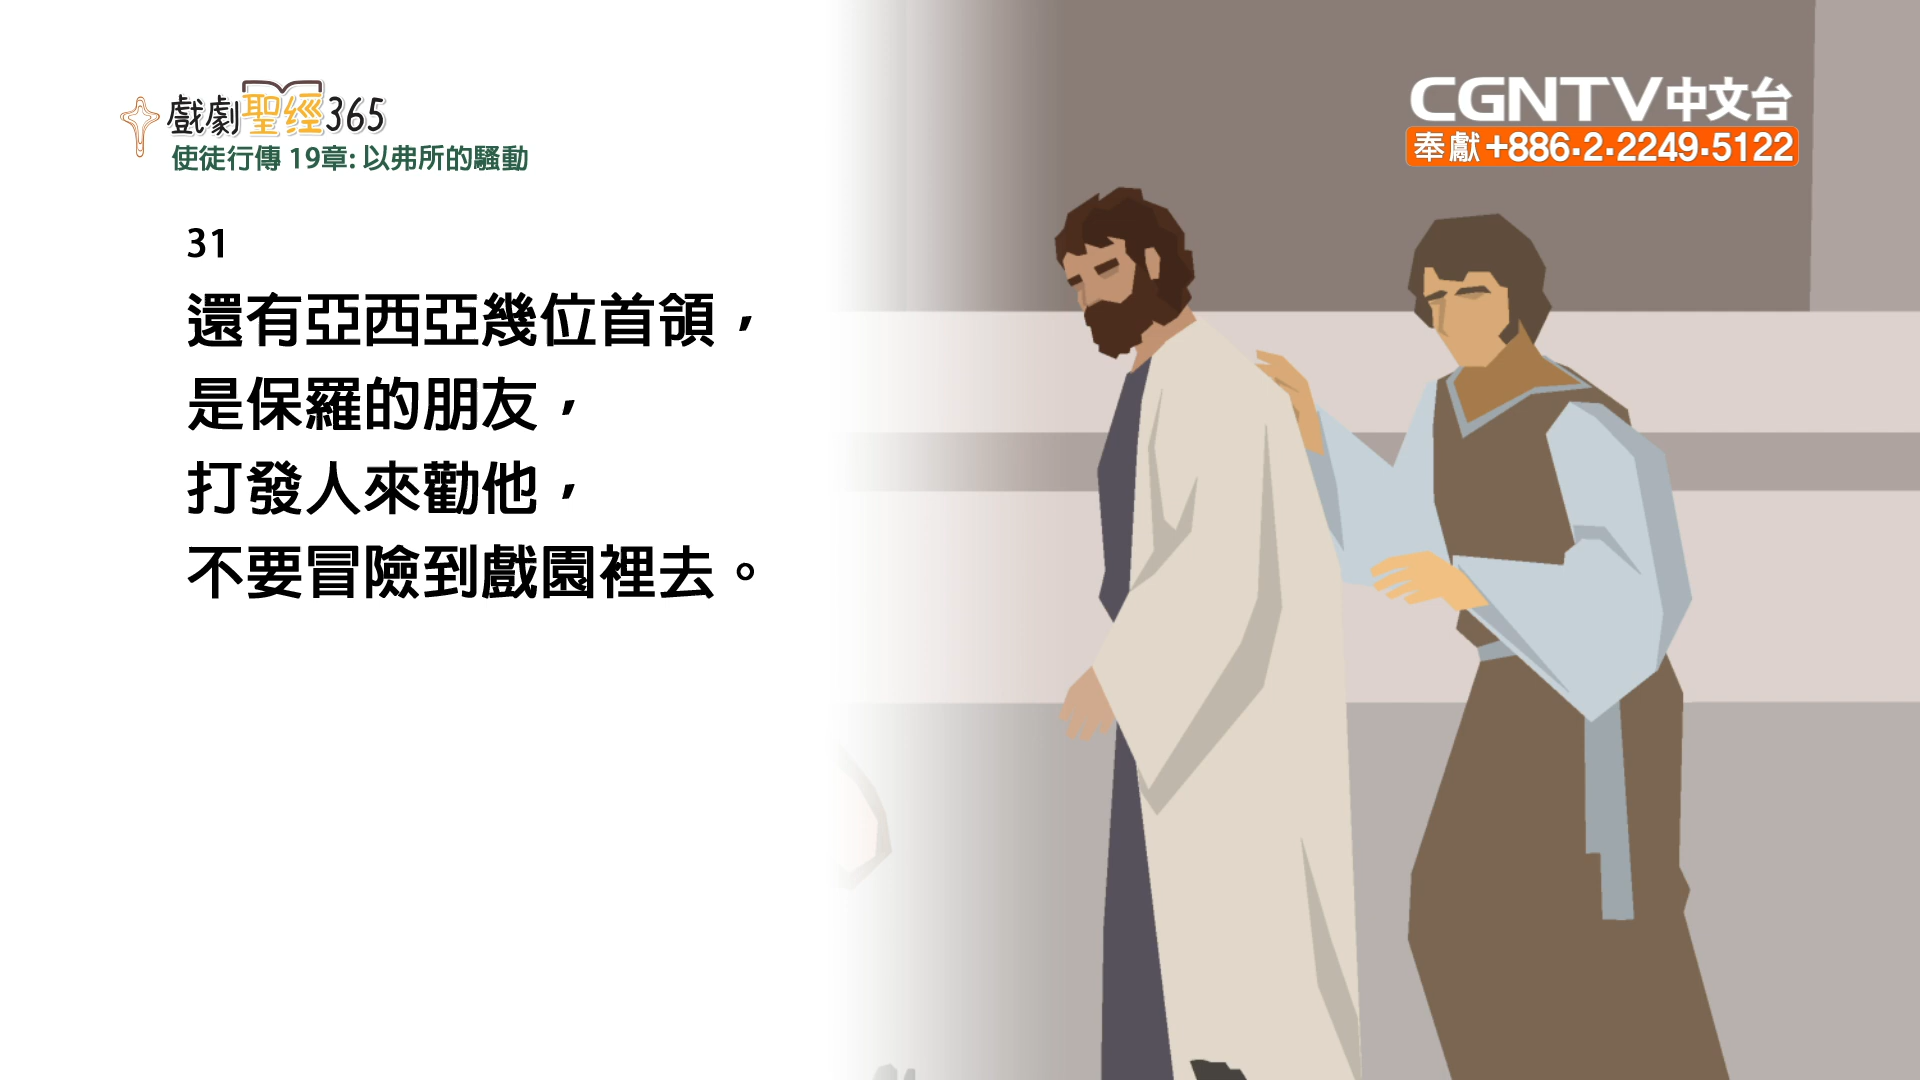 戲劇聖經365
使徒行傳 19章: 以弗所的騷動
CGNTV中文台
奉獻 +886·2·2249·5122
31
還有亞西亞幾位首領，
是保羅的朋友，
打發人來勸他，
不要冒險到戲園裡去。